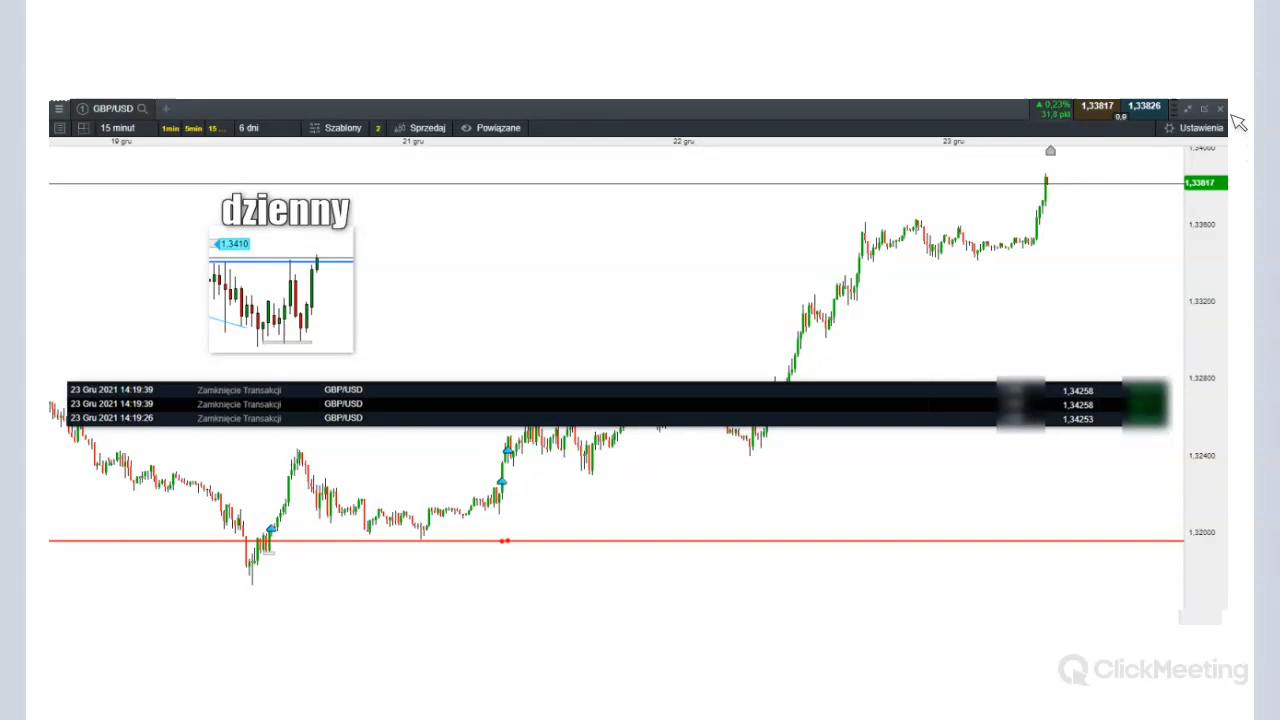 GBP/USD
0,23%
31,8 pkt
1,33817
0,9
1,33826
15 minut
1min
5min
15 ...
6 dni
Szablony
2
Sprzedaj
Powiązane
Ustawienia
19 gru
21 gru
22 gru
23 gru
1,34000
1,33817
1,33600
1,33200
1,32800
1,32400
1,32000
dzienny
1.3410
23 Gru 2021 14:19:39 Zamknięcie Transakcji GBP/USD 1,34258
23 Gru 2021 14:19:39 Zamknięcie Transakcji GBP/USD 1,34258
23 Gru 2021 14:19:26 Zamknięcie Transakcji GBP/USD 1,34253
ClickMeeting